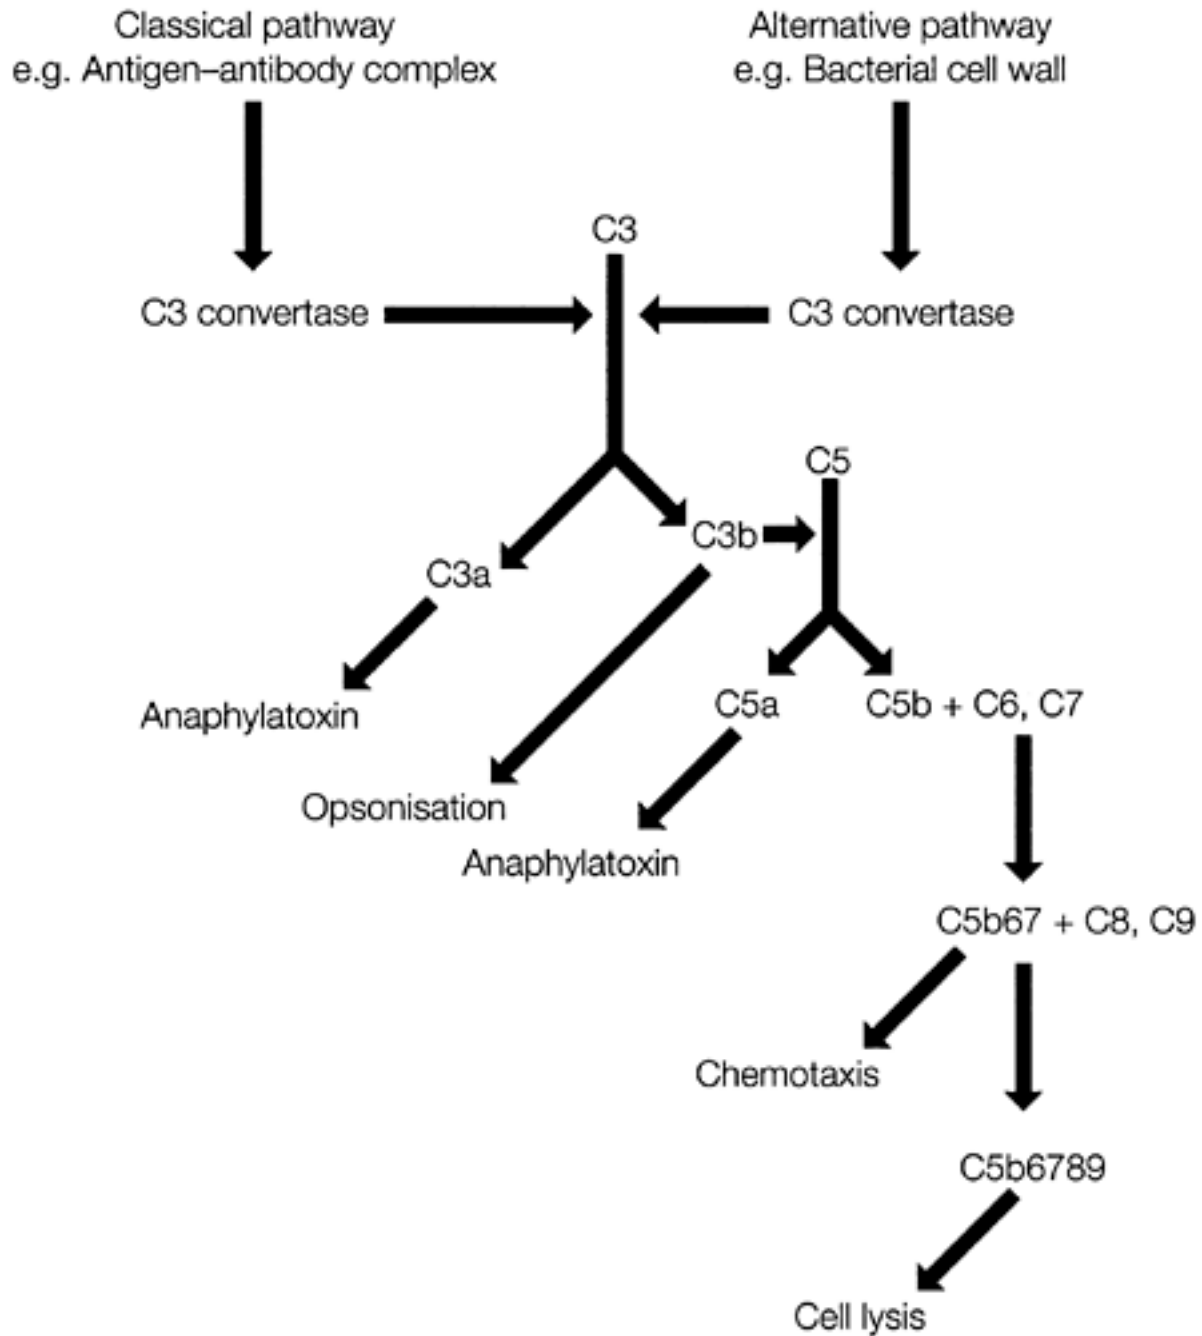 Classical pathway
e.g. Antigen–antibody complex
Alternative pathway
e.g. Bacterial cell wall
C3
C3 convertase
C3 convertase
C5
C3b
C3a
Anaphylatoxin
C5a
C5b + C6, C7
Opsonisation
Anaphylatoxin
C5b67 + C8, C9
Chemotaxis
C5b6789
Cell lysis